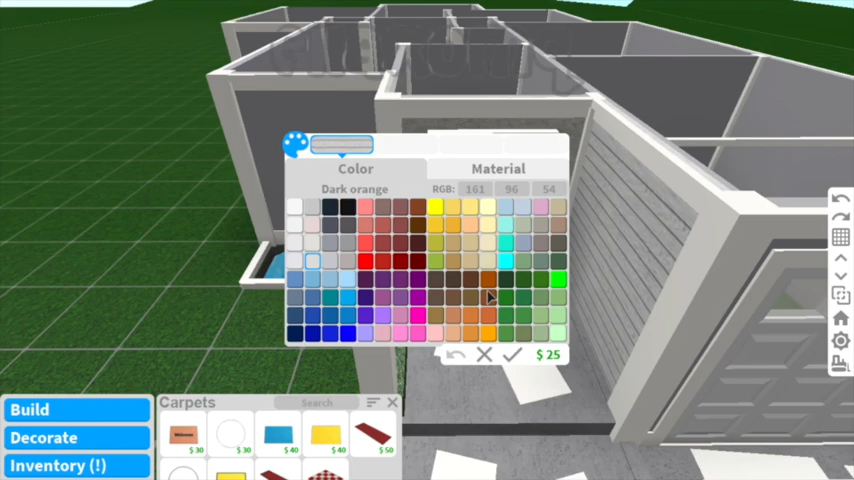 Color
Material
Dark orange
RGB: 161 96 54
$ 25
Build
Decorate
Inventory (!)
Carpets
Search
Welcome
$ 30
$ 30
$ 40
$ 40
$ 50